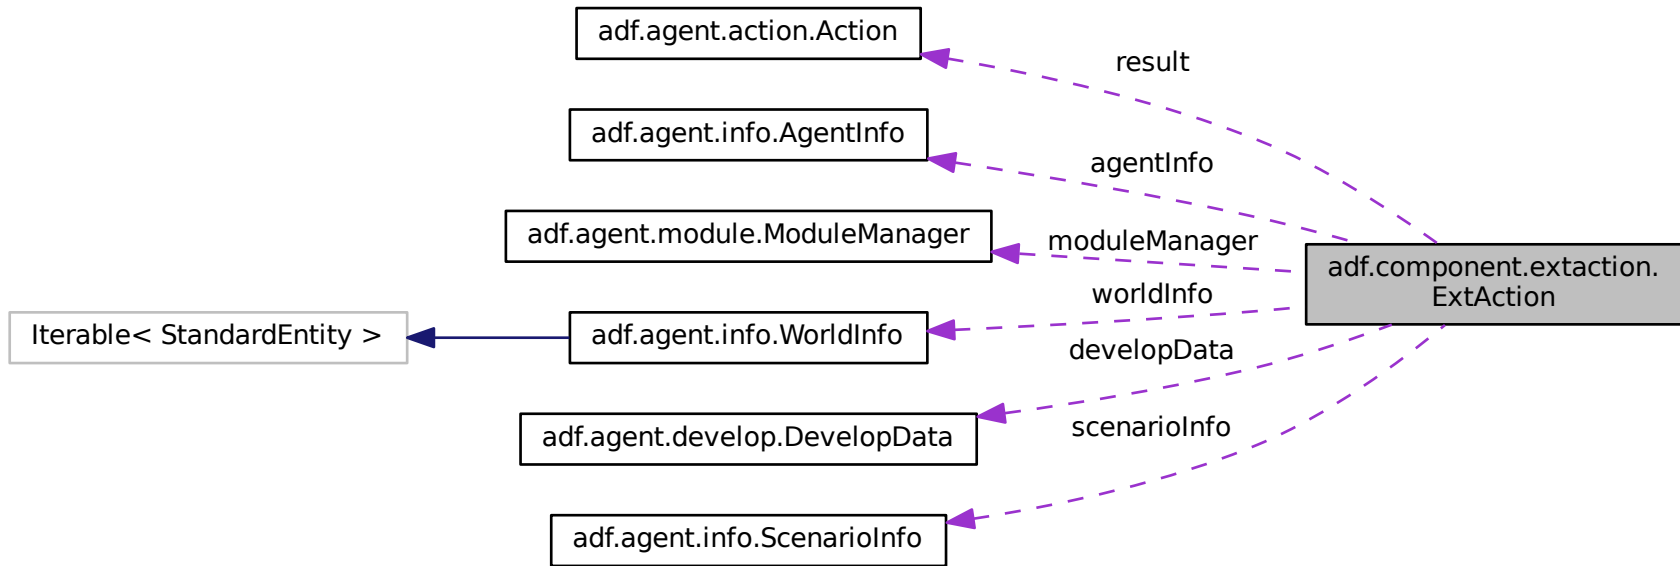 adf.agent.action.Action
result
adf.agent.info.AgentInfo
agentInfo
adf.agent.module.ModuleManager
moduleManager
adf.component.extaction.
ExtAction
worldInfo
Iterable< StandardEntity >
adf.agent.info.WorldInfo
developData
adf.agent.develop.DevelopData
scenarioInfo
adf.agent.info.ScenarioInfo